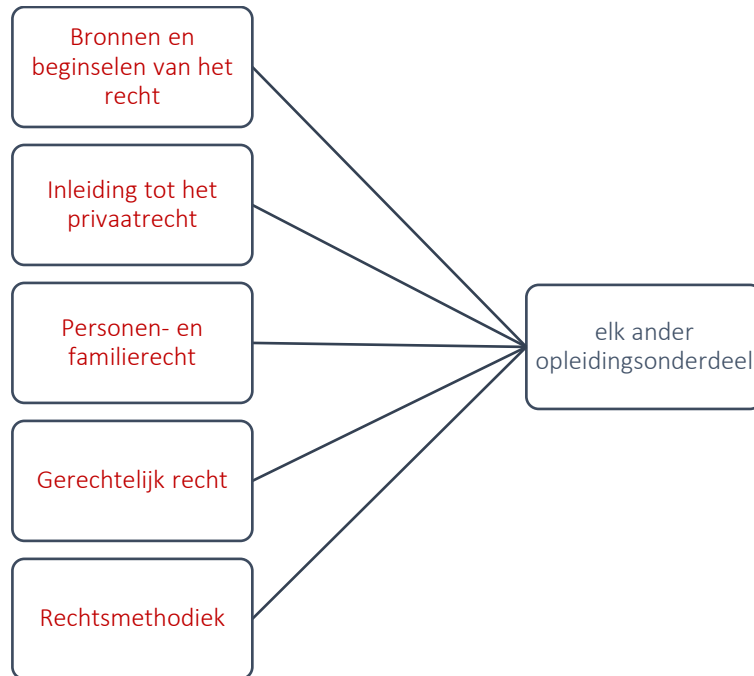 Bronnen en
beginselen van het
recht
Inleiding tot het
privaatrecht
Personen- en
familierecht
Gerechtelijk recht
Rechtsmethodiek
elk ander
opleidingsonderdeel